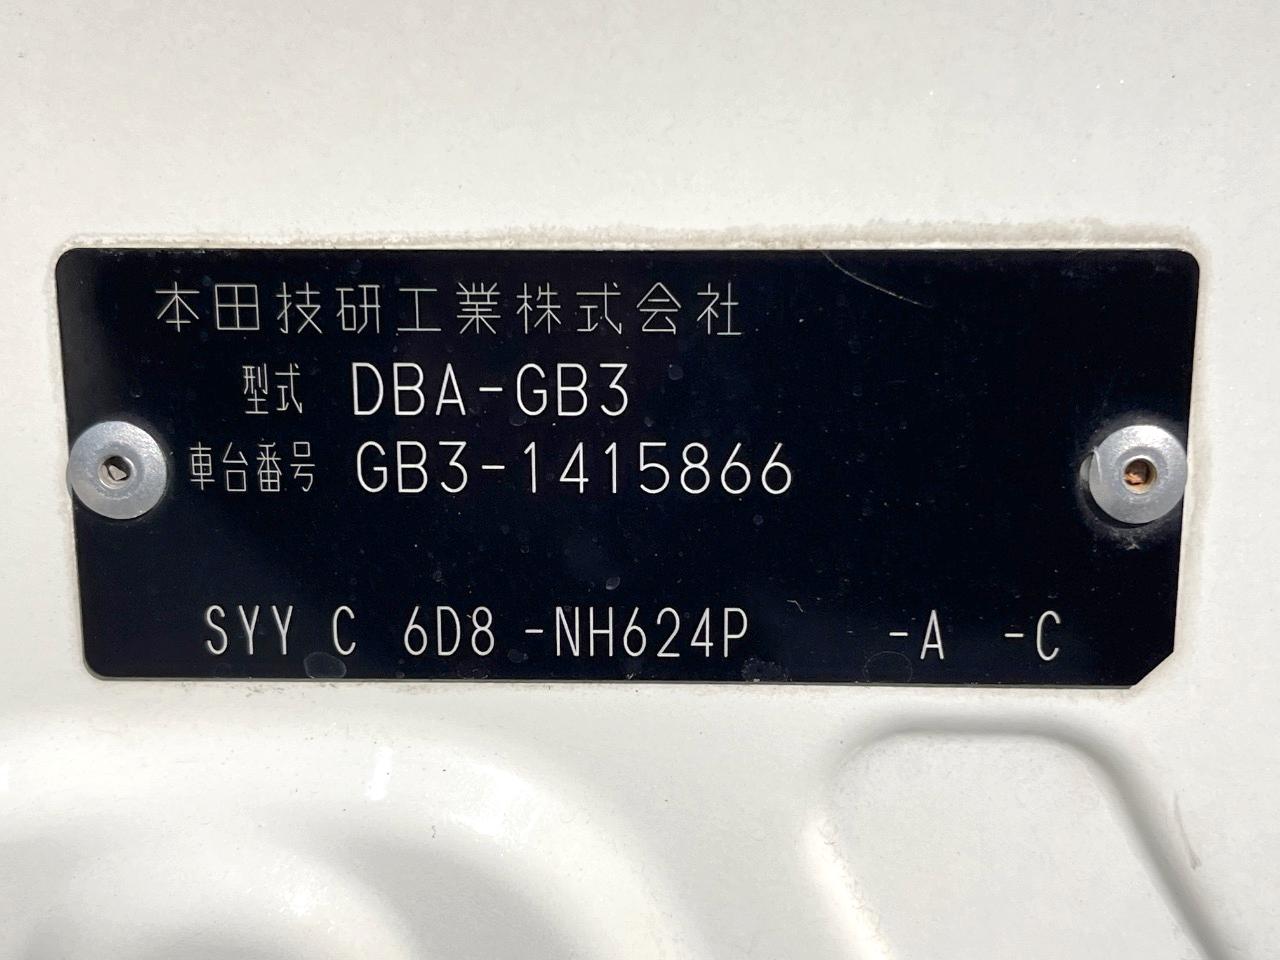 本田技研工業株式会社
型式 DBA-GB3
車台番号 GB3-1415866
SYY C 6D8 -NH624P -A -C